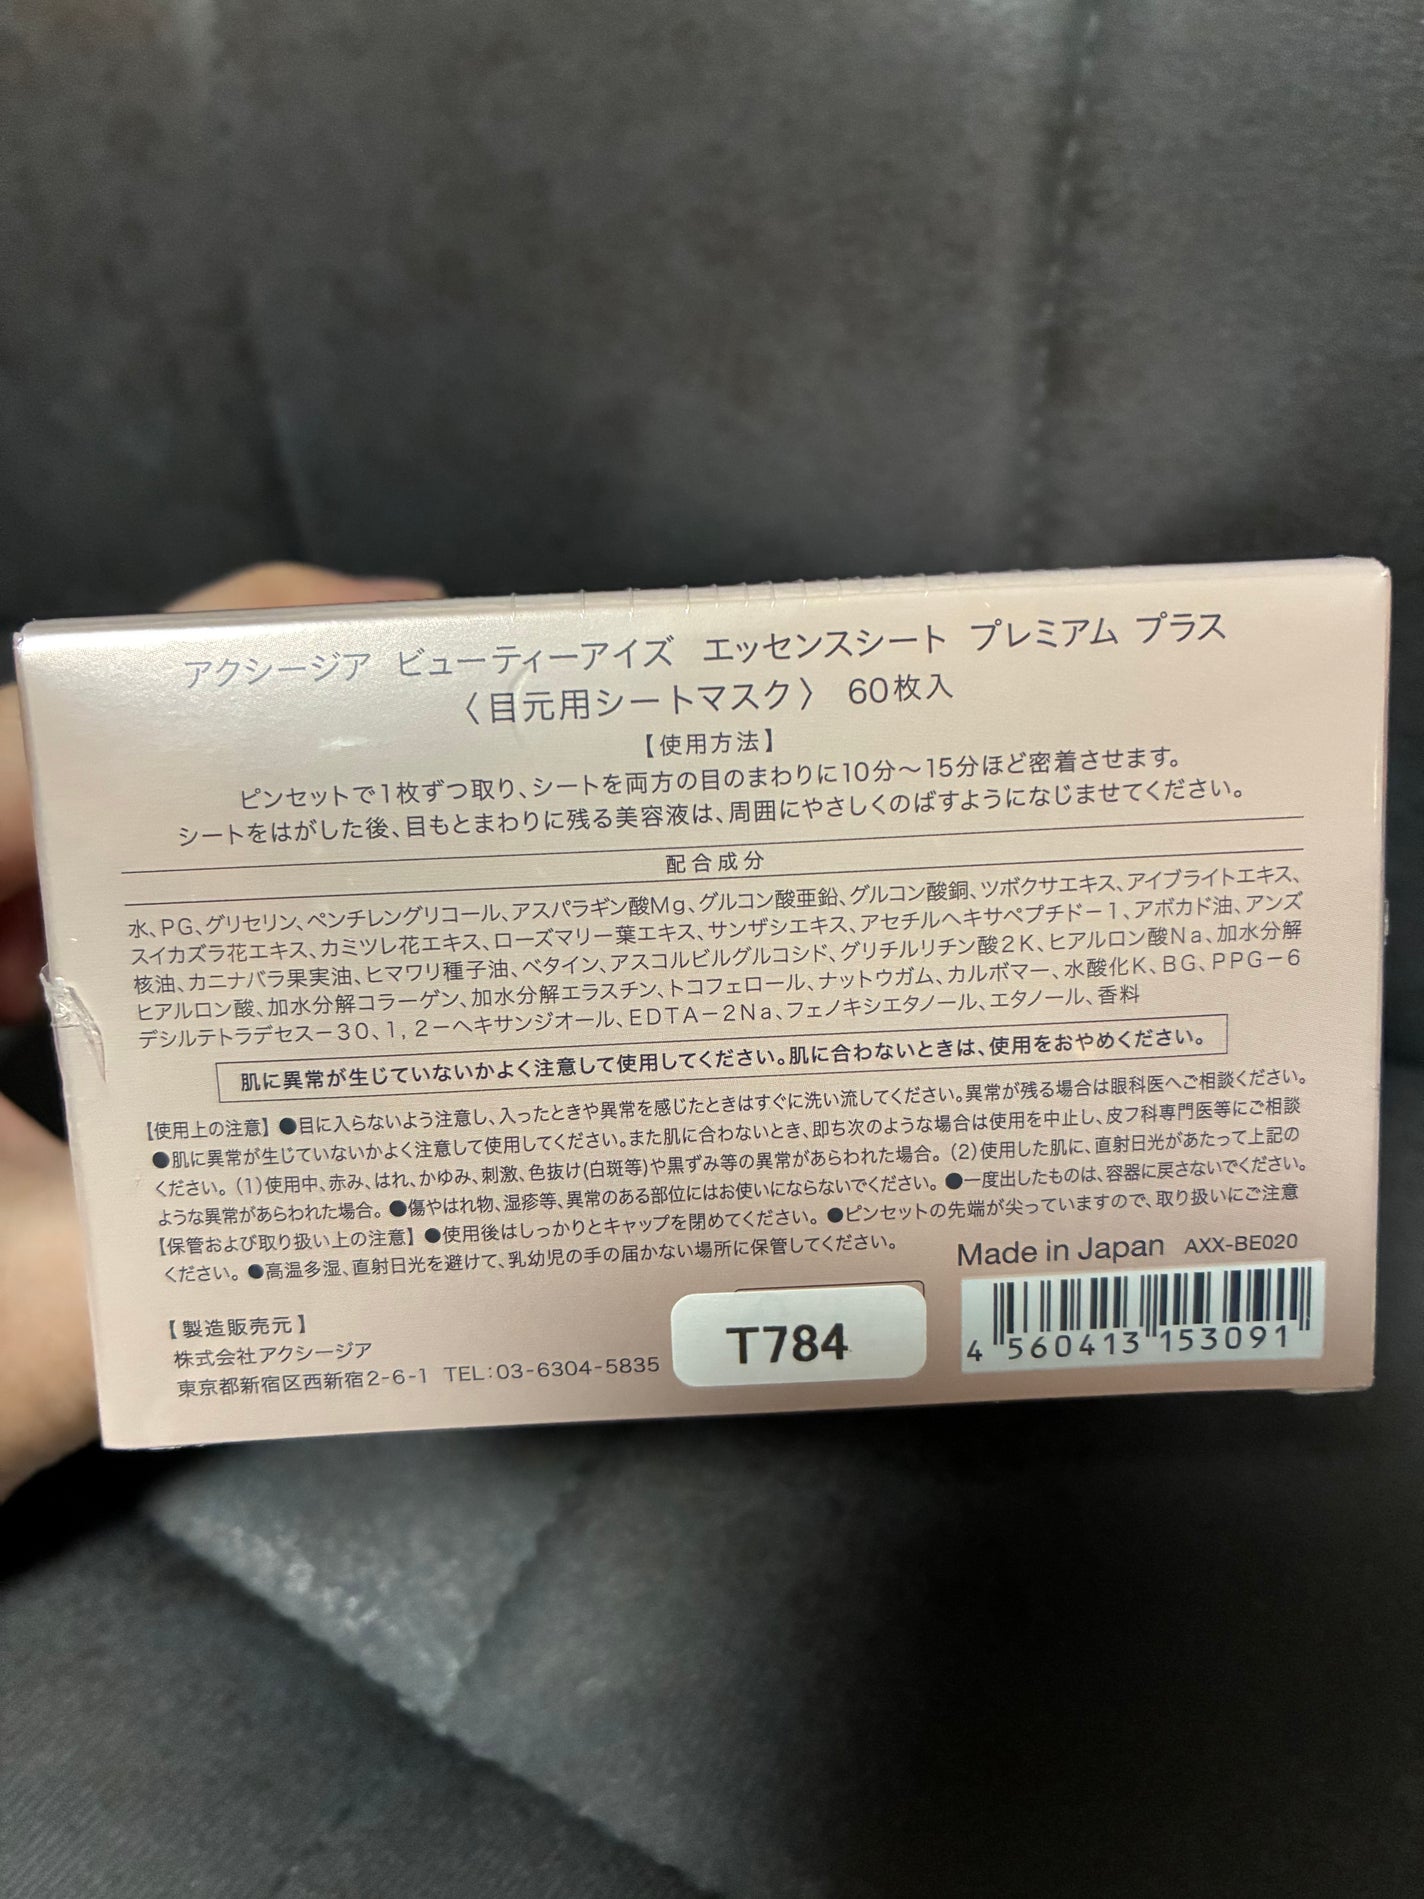 アクシージア ビューティーアイズ エッセンスシート プレミアム プラス
〈目元用シートマスク〉 60枚入
【使用方法】
ピンセットで1枚ずつ取り、シートを両方の目のまわりに10分〜15分ほど密着させます。
シートをはがした後、目もとまわりに残る美容液は、周囲にやさしくのばすようになじませてください。
配合成分
水、PG、グリセリン、ペンチレングリコール、アスパラギン酸Mg、グルコン酸亜鉛、グルコン酸銅、ツボクサエキス、アイブライトエキス、
スイカズラ花エキス、カミツレ花エキス、ローズマリー葉エキス、サンザシエキス、アセチルヘキサペプチドー1、アボカド油、アンズ
核油、カニナバラ果実油、ヒマワリ種子油、ベタイン、アスコルビルグルコシド、グリチルリチン酸2K、ヒアルロン酸Na、加水分解
ヒアルロン酸、加水分解コラーゲン、加水分解エラスチン、トコフェロール、ナットウガム、カルボマー、水酸化K、BG、PPG−6
デシルテトラデセス−30、1, 2−ヘキサンジオール、EDTA−2Na、フェノキシエタノール、エタノール、香料
肌に異常が生じていないかよく注意して使用してください。肌に合わないときは、使用をおやめください。
【使用上の注意】●目に入らないよう注意し、入ったときや異常を感じたときはすぐに洗い流してください。異常が残る場合は眼科医へご相談ください。
●肌に異常が生じていないかよく注意して使用してください。また肌に合わないとき、即ち次のような場合は使用を中止し、皮フ科専門医等にご相談
ください。(1)使用中、赤み、はれ、かゆみ、刺激、色抜け(白斑等)や黒ずみ等の異常があらわれた場合。(2)使用した肌に、直射日光があたって上記の
ような異常があらわれた場合。●傷やはれ物、湿疹等、異常のある部位にはお使いにならないでください。●一度出したものは、容器に戻さないでください。
【保管および取り扱い上の注意】●使用後はしっかりとキャップを閉めてください。●ピンセットの先端が尖っていますので、取り扱いにご注意
ください。●高温多湿、直射日光を避けて、乳幼児の手の届かない場所に保管してください。
Made in Japan AXX-BE020
【製造販売元】
株式会社アクシージア
東京都新宿区西新宿2-6-1 TEL:03-6304-5835
T784
4 560413 153091